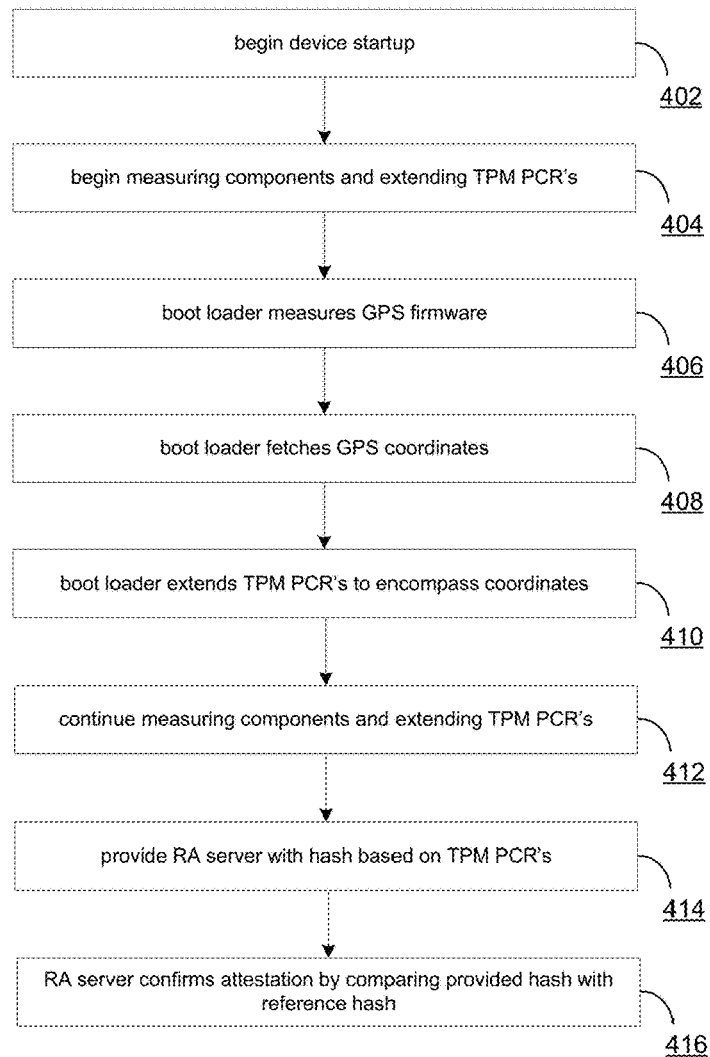 begin device startup
402
begin measuring components and extending TPM PCR's
404
boot loader measures GPS firmware
406
boot loader fetches GPS coordinates
408
boot loader extends TPM PCR's to encompass coordinates
410
continue measuring components and extending TPM PCR's
412
provide RA server with hash based on TPM PCR's
414
RA server confirms attestation by comparing provided hash with
reference hash
416